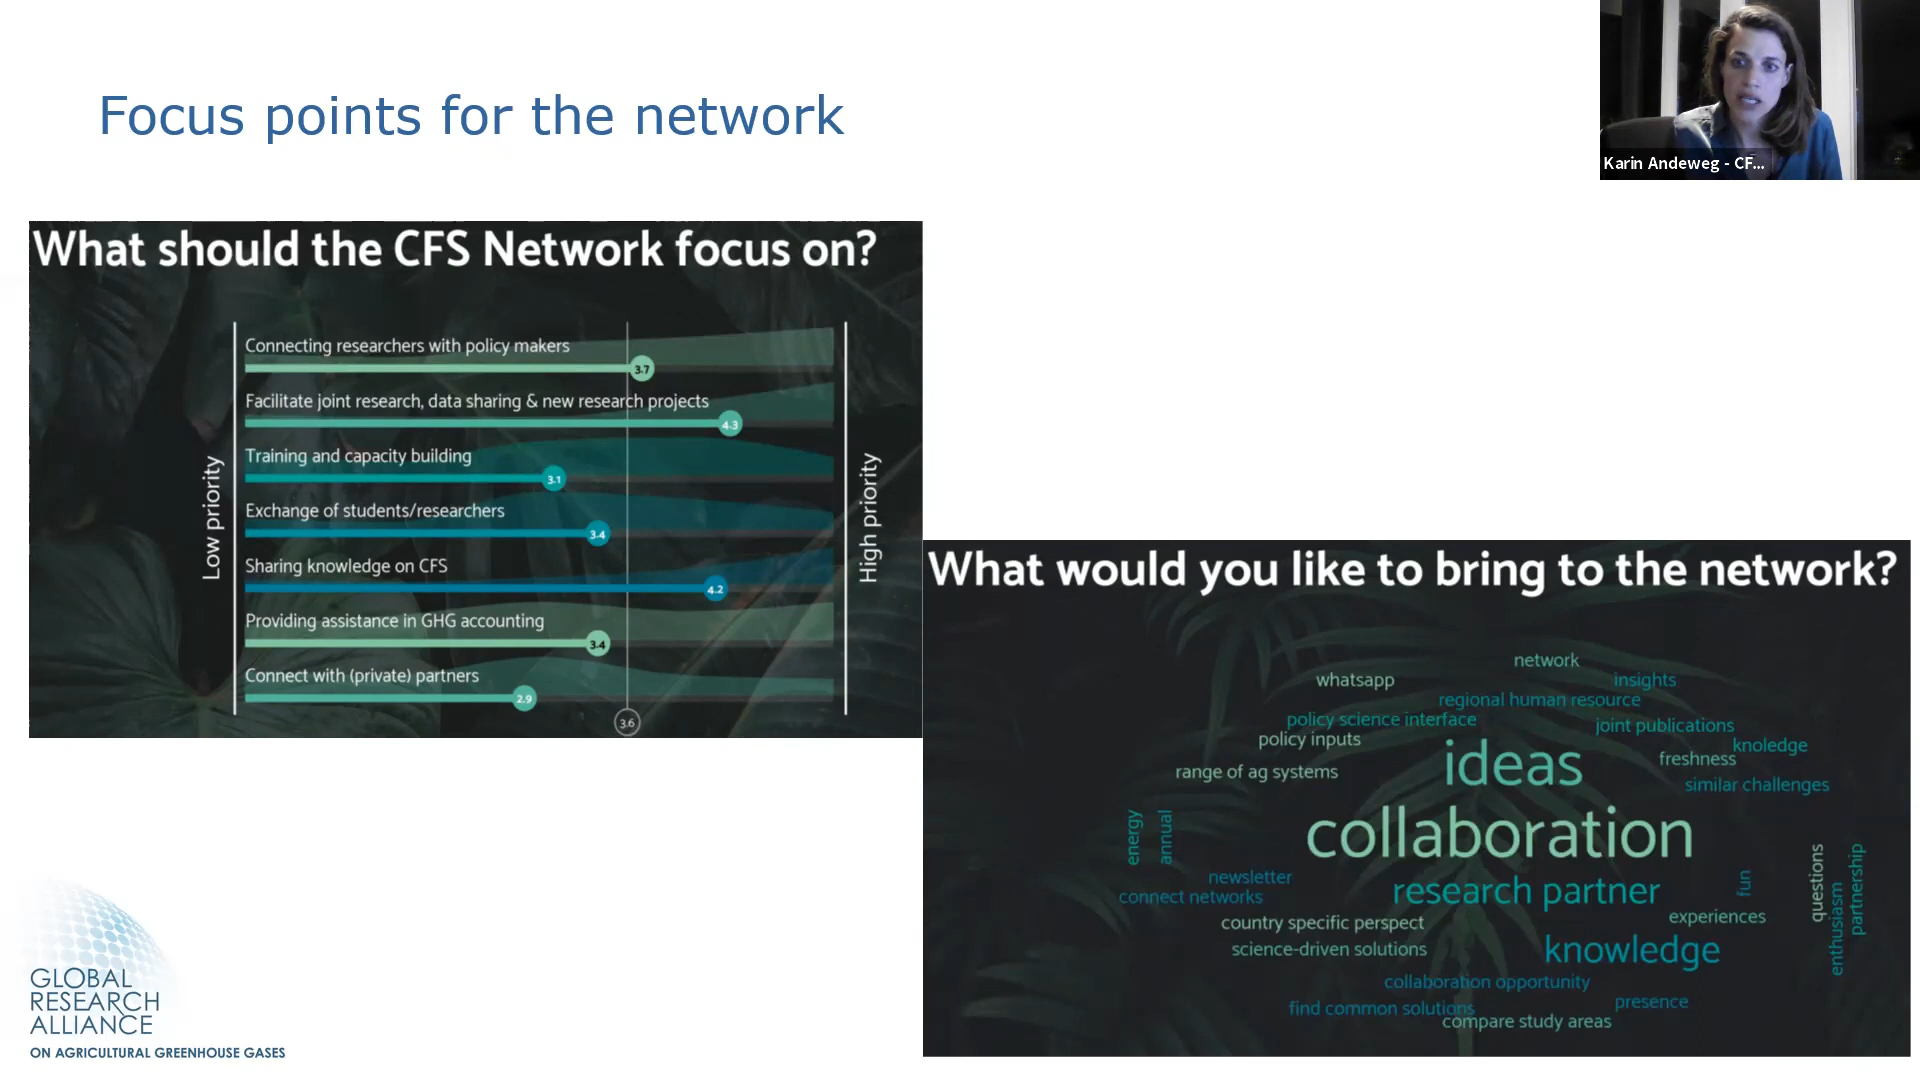 Focus points for the network
Karin Andeweg - CF...
What should the CFS Network focus on?
Low priority
High priority
Connecting researchers with policy makers
3.7
Facilitate joint research, data sharing & new research projects
4.3
Training and capacity building
3.1
Exchange of students/researchers
3.4
Sharing knowledge on CFS
4.2
Providing assistance in GHG accounting
3.4
Connect with (private) partners
2.9
3.6
What would you like to bring to the network?
network
whatsapp
insights
regional human resource
policy science interface
joint publications
policy inputs
knoledge
ideas
freshness
range of ag systems
similar challenges
energy
annual
collaboration
newsletter
research partner
fun
questions
partnership
connect networks
enthusiasm
country specific perspect
experiences
science-driven solutions
knowledge
collaboration opportunity
find common solutions
presence
compare study areas
GLOBAL
RESEARCH
ALLIANCE
ON AGRICULTURAL GREENHOUSE GASES